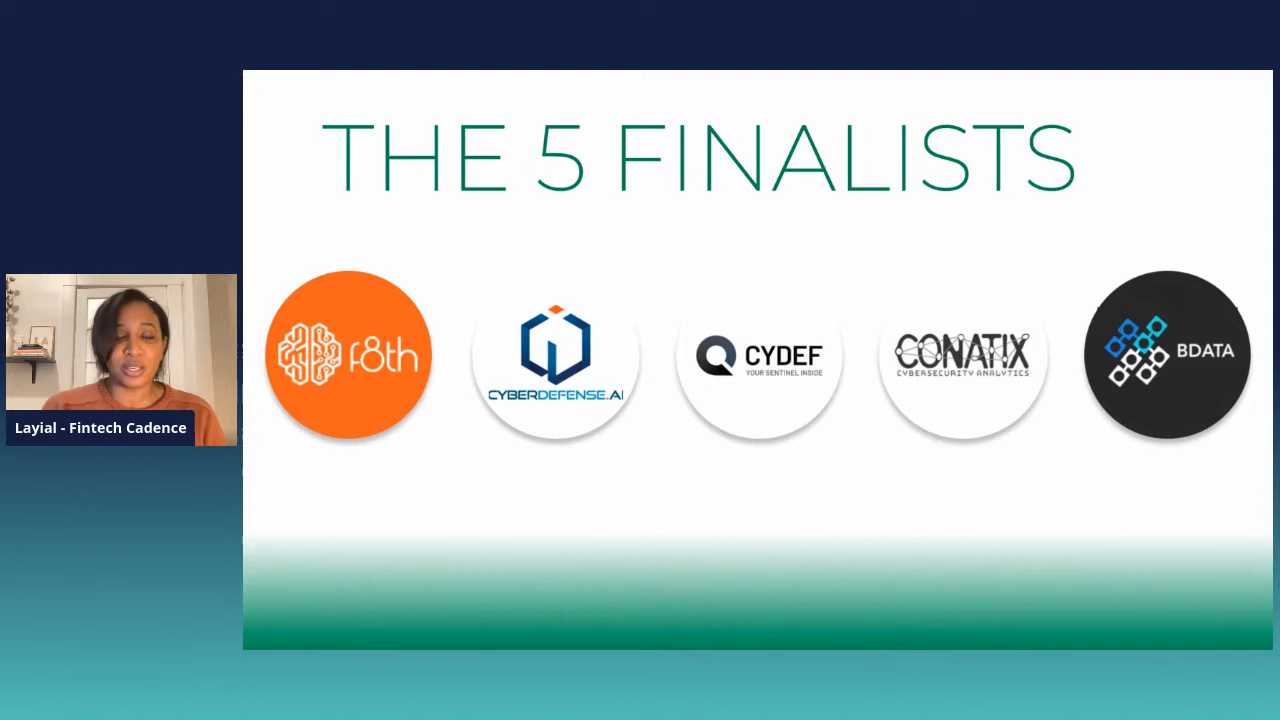 THE 5 FINALISTS
f8th
CYBERDEFENSE.AI
CYDEF
YOUR SENTINEL INSIDE
CONATIX
CYBERSECURITY ANALYTICS
BDATA
Layial - Fintech Cadence